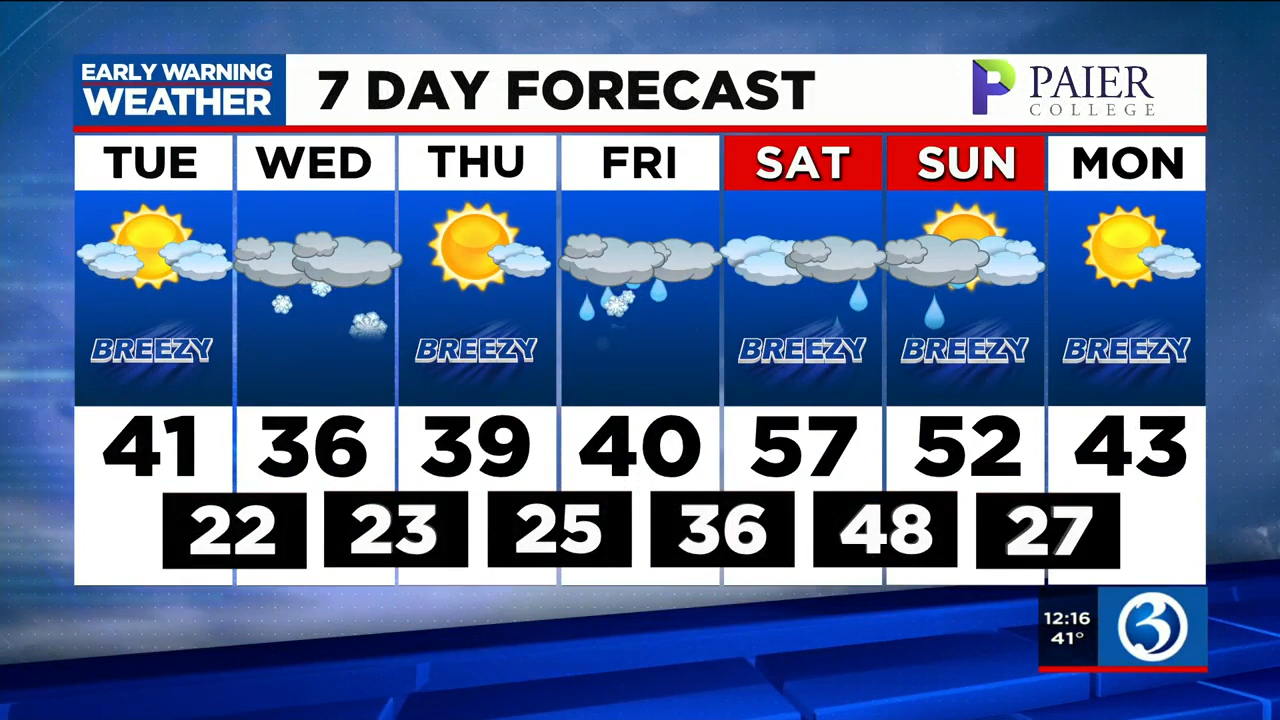 EARLY WARNING
WEATHER
7 DAY FORECAST
PAIER
COLLEGE
TUE WED THU FRI SAT SUN MON
BREEZY BREEZY BREEZY BREEZY BREEZY
41 36 39 40 57 52 43
22 23 25 36 48 27
12:16
41°
3